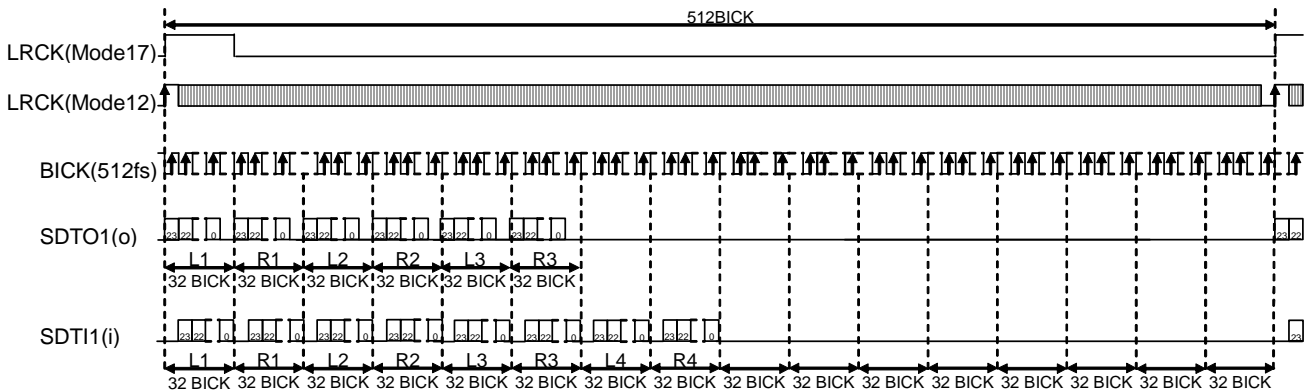 512BICK
LRCK(Mode17)
LRCK(Mode12)
BICK(512fs)
SDTO1(o)
23 22 0 23 22 0 23 22 0 23 22 0 23 22 0 23 22 0 23 22
L1 R1 L2 R2 L3 R3
32 BICK 32 BICK 32 BICK 32 BICK 32 BICK 32 BICK
SDTI1(i)
23 22 0 23 22 0 23 22 0 23 22 0 23 22 0 23 22 0 23 22 0 23 22 0 23
L1 R1 L2 R2 L3 R3 L4 R4
32 BICK 32 BICK 32 BICK 32 BICK 32 BICK 32 BICK 32 BICK 32 BICK 32 BICK 32 BICK 32 BICK 32 BICK 32 BICK 32 BICK 32 BICK 32 BICK